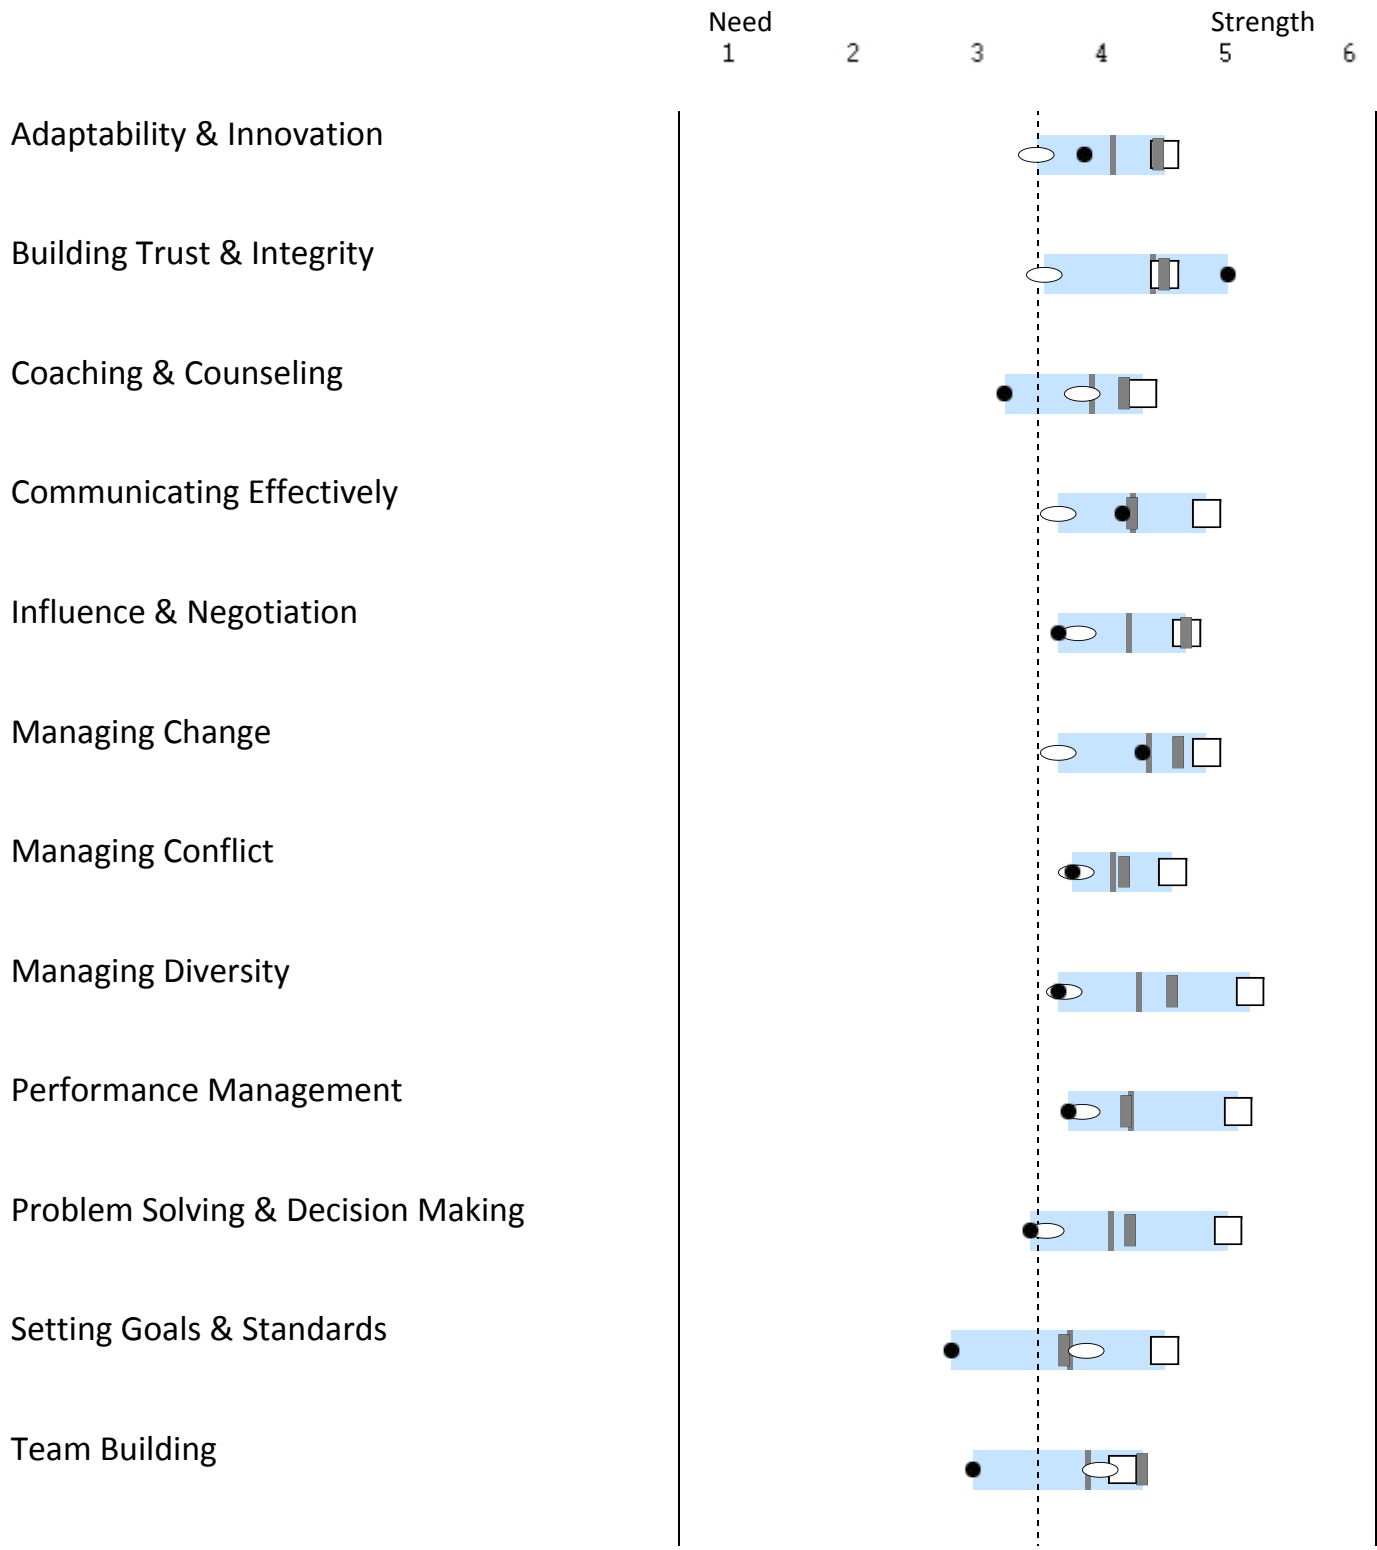 Need Strength
1 2 3 4 5 6
Adaptability & Innovation
Building Trust & Integrity
Coaching & Counseling
Communicating Effectively
Influence & Negotiation
Managing Change
Managing Conflict
Managing Diversity
Performance Management
Problem Solving & Decision Making
Setting Goals & Standards
Team Building